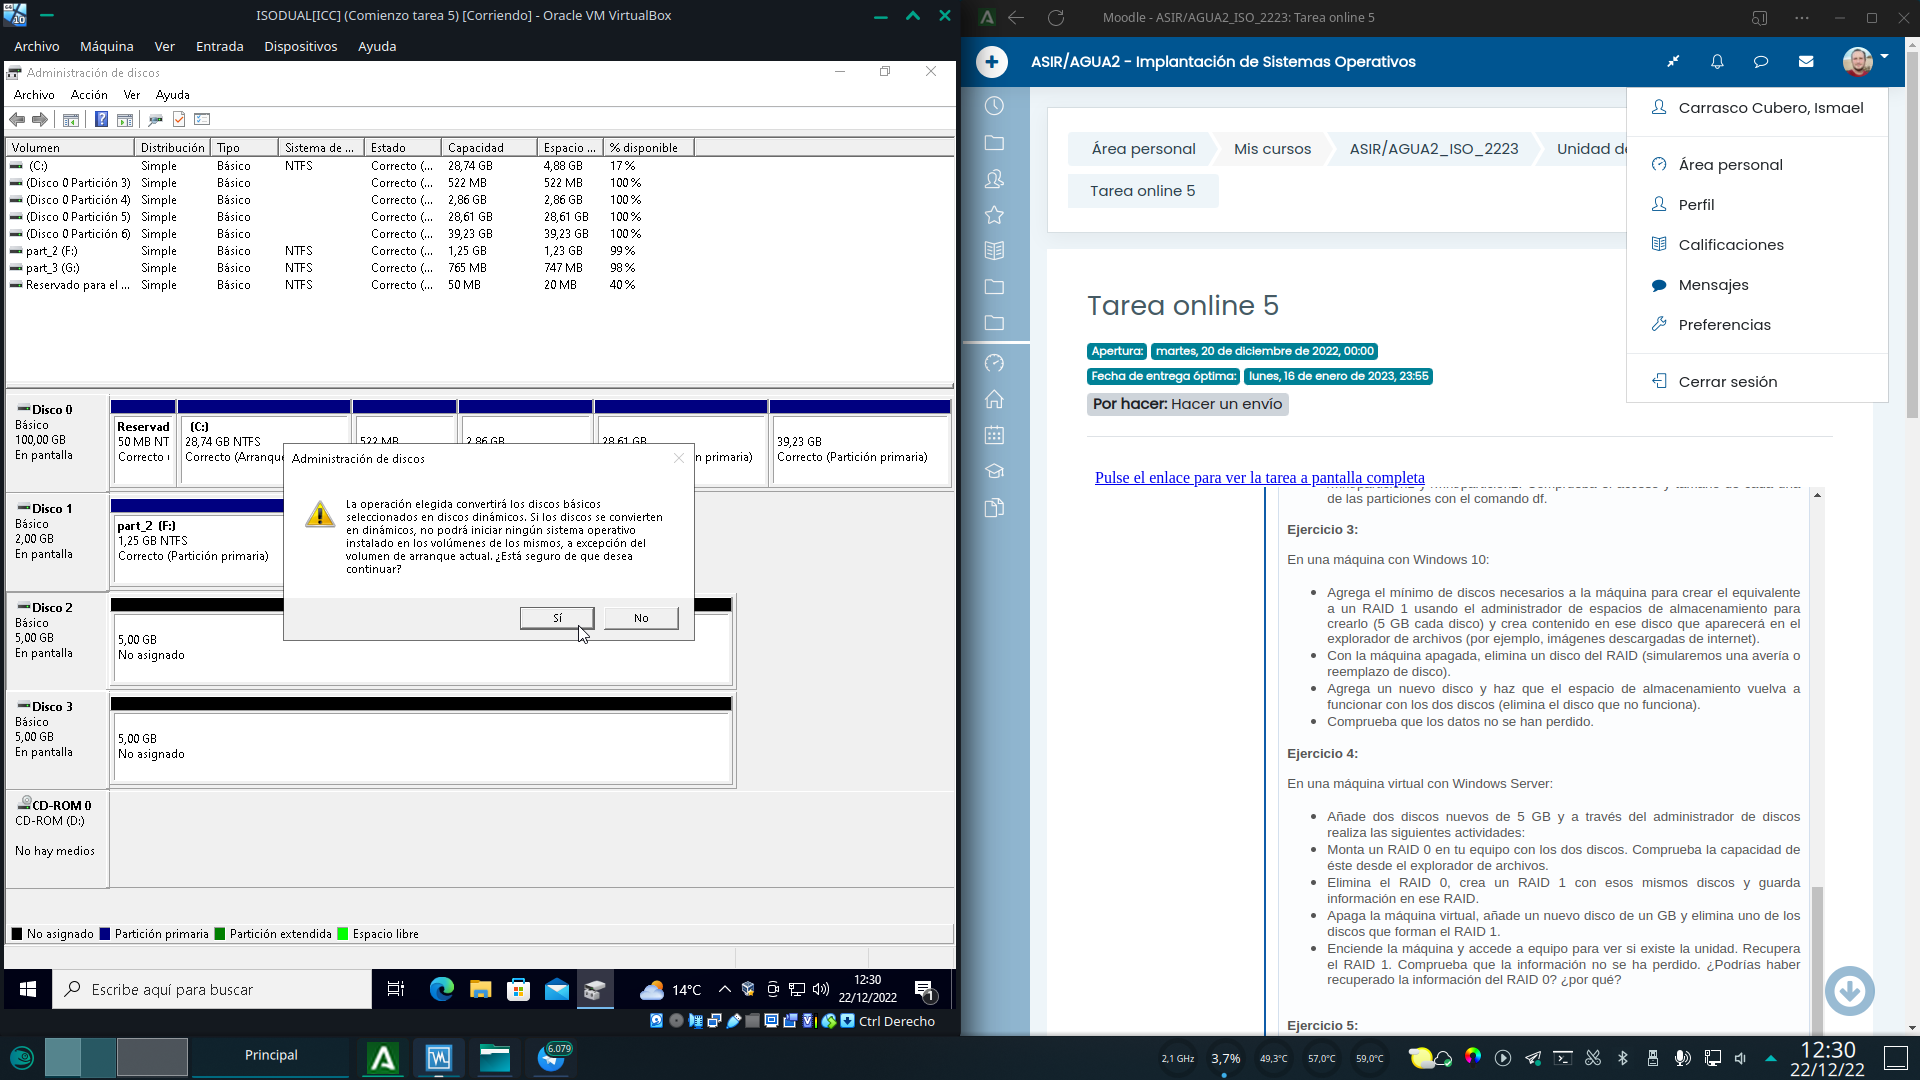 ISODUAL[ICC] (Comienzo tarea 5) [Corriendo] - Oracle VM VirtualBox
Archivo Máquina Ver Entrada Dispositivos Ayuda
Administración de discos
Archivo Acción Ver Ayuda
Volumen Distribución Tipo Sistema de ... Estado Capacidad Espacio ... % disponible
(C:) Simple Básico NTFS Correcto (... 28,74 GB 4,88 GB 17 %
(Disco 0 Partición 3) Simple Básico Correcto (... 522 MB 522 MB 100 %
(Disco 0 Partición 4) Simple Básico Correcto (... 2,86 GB 2,86 GB 100 %
(Disco 0 Partición 5) Simple Básico Correcto (... 28,61 GB 28,61 GB 100 %
(Disco 0 Partición 6) Simple Básico Correcto (... 39,23 GB 39,23 GB 100 %
part_2 (F:) Simple Básico NTFS Correcto (... 1,25 GB 1,23 GB 99 %
part_3 (G:) Simple Básico NTFS Correcto (... 765 MB 747 MB 98 %
Reservado para el ... Simple Básico NTFS Correcto (... 50 MB 20 MB 40 %
Disco 0
Básico
100,00 GB
En pantalla
Reservad
50 MB NT
Correcto
(C:)
28,74 GB NTFS
Correcto (Arranqu
522 MB
2,86 GB
28,61 GB
n primaria)
39,23 GB
Correcto (Partición primaria)
Disco 1
Básico
2,00 GB
En pantalla
part_2 (F:)
1,25 GB NTFS
Correcto (Partición primaria)
Administración de discos
La operación elegida convertirá los discos básicos
seleccionados en discos dinámicos. Si los discos se convierten
en dinámicos, no podrá iniciar ningún sistema operativo
instalado en los volúmenes de los mismos, a excepción del
volumen de arranque actual. ¿Está seguro de que desea
continuar?
Sí No
Disco 2
Básico
5,00 GB
En pantalla
5,00 GB
No asignado
Disco 3
Básico
5,00 GB
En pantalla
5,00 GB
No asignado
CD-ROM 0
CD-ROM (D:)
No hay medios
No asignado Partición primaria Partición extendida Espacio libre
Escribe aquí para buscar
14°C
12:30
22/12/2022
1
Ctrl Derecho
Moodle - ASIR/AGUA2_ISO_2223: Tarea online 5
ASIR/AGUA2 - Implantación de Sistemas Operativos
Área personal Mis cursos ASIR/AGUA2_ISO_2223 Unidad d
Tarea online 5
Carrasco Cubero, Ismael
Área personal
Perfil
Calificaciones
Mensajes
Preferencias
Cerrar sesión
Tarea online 5
Apertura: martes, 20 de diciembre de 2022, 00:00
Fecha de entrega óptima: lunes, 16 de enero de 2023, 23:55
Por hacer: Hacer un envío
Pulse el enlace para ver la tarea a pantalla completa
de las particiones con el comando df.
Ejercicio 3:
En una máquina con Windows 10:
Agrega el mínimo de discos necesarios a la máquina para crear el equivalente
a un RAID 1 usando el administrador de espacios de almacenamiento para
crearlo (5 GB cada disco) y crea contenido en ese disco que aparecerá en el
explorador de archivos (por ejemplo, imágenes descargadas de internet).
Con la máquina apagada, elimina un disco del RAID (simularemos una avería o
reemplazo de disco).
Agrega un nuevo disco y haz que el espacio de almacenamiento vuelva a
funcionar con los dos discos (elimina el disco que no funciona).
Comprueba que los datos no se han perdido.
Ejercicio 4:
En una máquina virtual con Windows Server:
Añade dos discos nuevos de 5 GB y a través del administrador de discos
realiza las siguientes actividades:
Monta un RAID 0 en tu equipo con los dos discos. Comprueba la capacidad de
éste desde el explorador de archivos.
Elimina el RAID 0, crea un RAID 1 con esos mismos discos y guarda
información en ese RAID.
Apaga la máquina virtual, añade un nuevo disco de un GB y elimina uno de los
discos que forman el RAID 1.
Enciende la máquina y accede a equipo para ver si existe la unidad. Recupera
el RAID 1. Comprueba que la información no se ha perdido. ¿Podrías haber
recuperado la información del RAID 0? ¿por qué?
Ejercicio 5:
Principal
6.079
2,1 GHz 3,7% 49,3°C 57,0°C 59,0°C
12:30
22/12/22